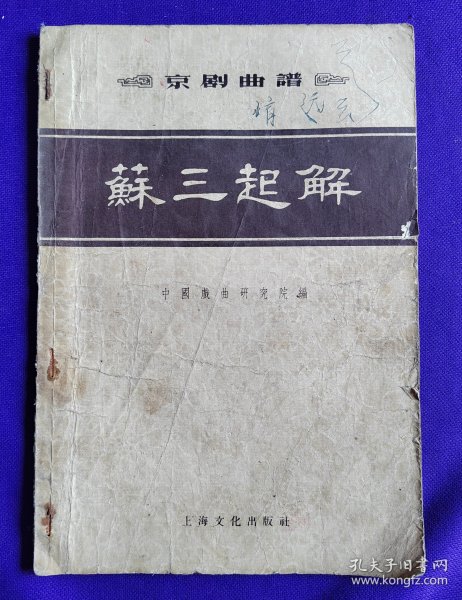 京剧曲譜
蘇三起解
中國戲曲研究院編
上海文化出版社
孔夫子旧书网
www.kongfz.com